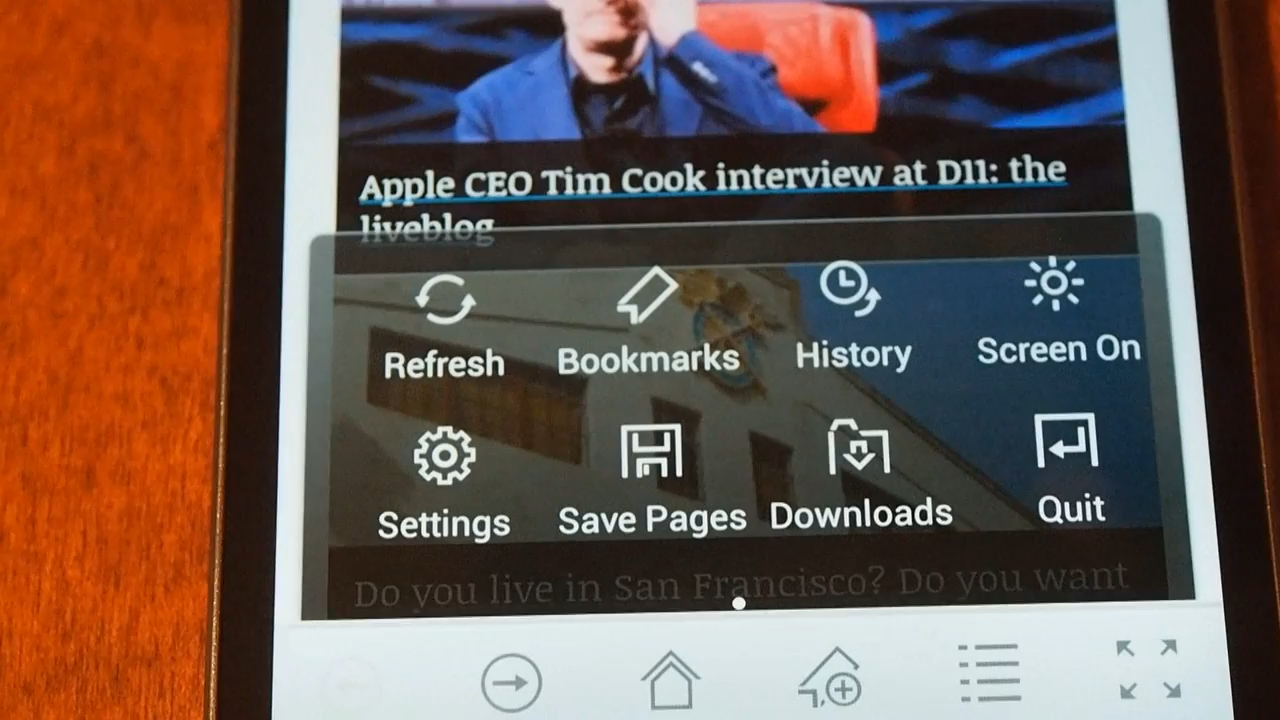 Apple CEO Tim Cook interview at D11: the
liveblog
Refresh Bookmarks History Screen On
Settings Save Pages Downloads Quit
Do you live in San Francisco? Do you want